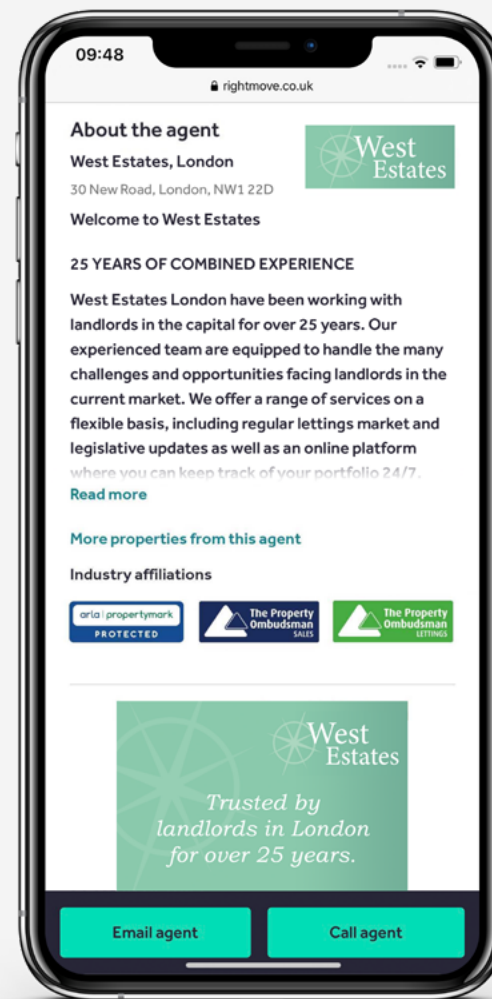 09:48
rightmove.co.uk
About the agent
West
Estates
West Estates, London
30 New Road, London, NW1 22D
Welcome to West Estates
25 YEARS OF COMBINED EXPERIENCE
West Estates London have been working with
landlords in the capital for over 25 years. Our
experienced team are equipped to handle the many
challenges and opportunities facing landlords in the
current market. We offer a range of services on a
flexible basis, including regular lettings market and
legislative updates as well as an online platform
where you can keep track of your portfolio 24/7.
Read more
More properties from this agent
Industry affiliations
arla | propertymark
PROTECTED
The Property
Ombudsman
SALES
The Property
Ombudsman
LETTINGS
West
Estates
Trusted by
landlords in London
for over 25 years.
Email agent
Call agent